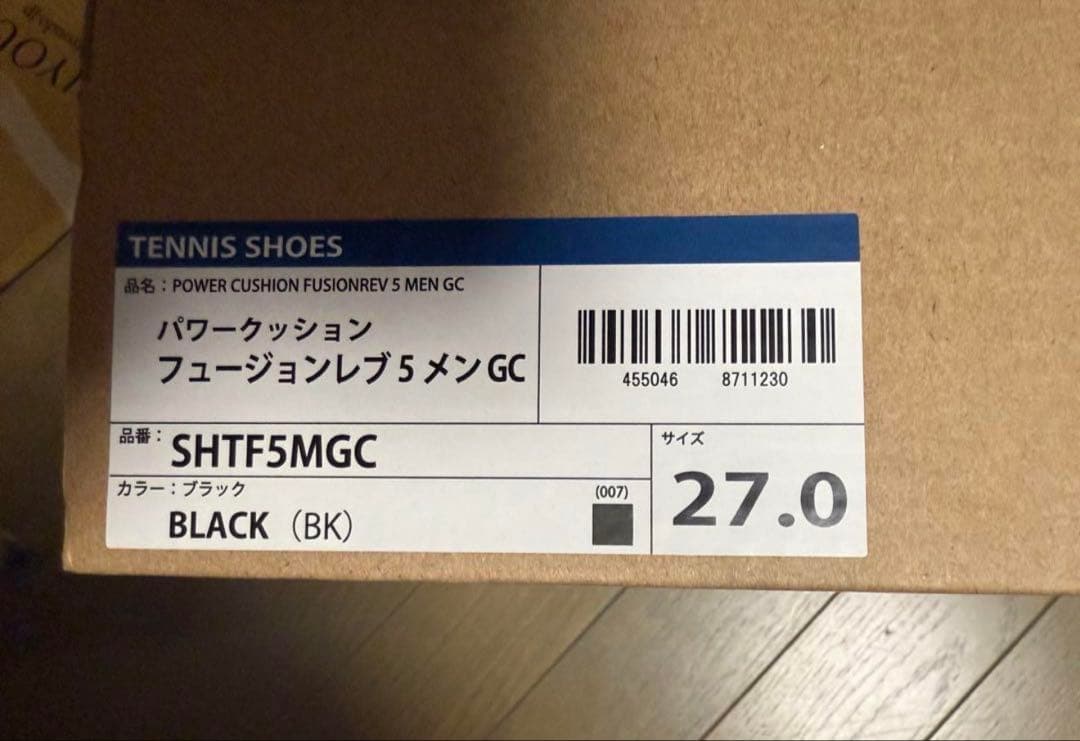 TENNIS SHOES
品名：POWER CUSHION FUSIONREV 5 MEN GC
パワークッション
フュージョンレブ 5 メン GC
455046 8711230
品番：SHTF5MGC
カラー：ブラック
(007)
BLACK（BK）
サイズ
27.0